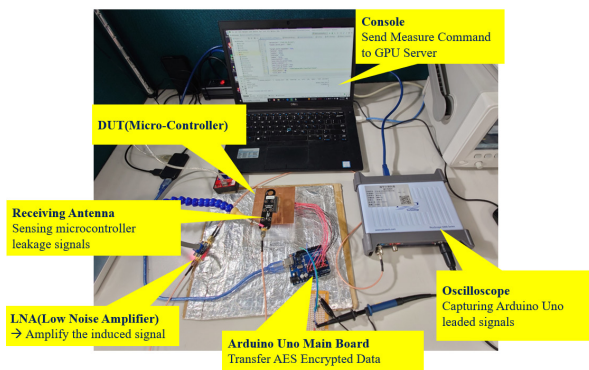 Console
Send Measure Command
to GPU Server
DUT(Micro-Controller)
Receiving Antenna
Sensing microcontroller
leakage signals
LNA(Low Noise Amplifier)
→ Amplify the induced signal
Arduino Uno Main Board
Transfer AES Encrypted Data
Oscilloscope
Capturing Arduino Uno
leaded signals